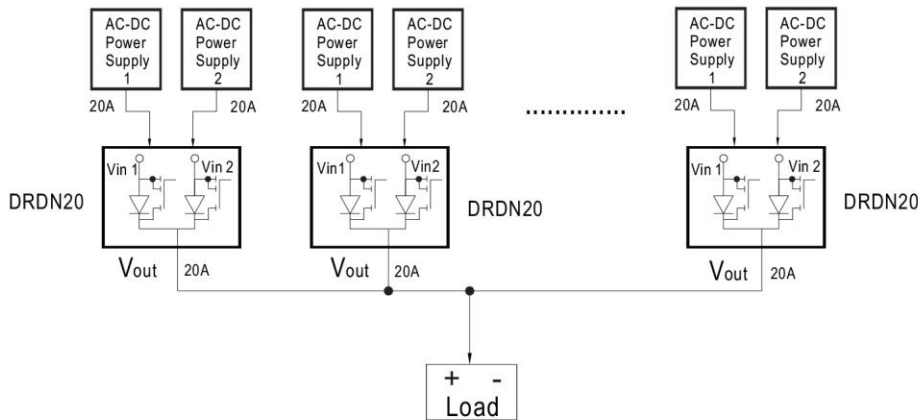 AC-DC
Power
Supply
1
AC-DC
Power
Supply
2
AC-DC
Power
Supply
1
AC-DC
Power
Supply
2
AC-DC
Power
Supply
1
AC-DC
Power
Supply
2
20A 20A 20A 20A 20A 20A
Vin 1 Vin 2 Vin1 Vin2 Vin 1 Vin 2
DRDN20 DRDN20 DRDN20
Vout 20A Vout 20A Vout 20A
+ -
Load